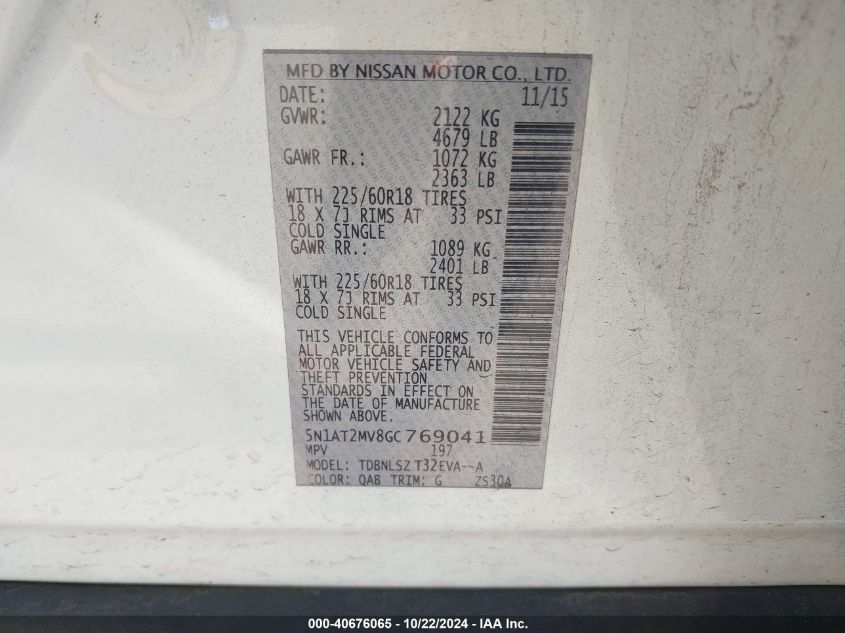 MFD BY NISSAN MOTOR CO., LTD.
DATE: 11/15
GVWR: 2122 KG
4679 LB
GAWR FR.: 1072 KG
2363 LB
WITH 225/60R18 TIRES
18 X 7J RIMS AT 33 PSI
COLD SINGLE
GAWR RR.: 1089 KG
2401 LB
WITH 225/60R18 TIRES
18 X 7J RIMS AT 33 PSI
COLD SINGLE
THIS VEHICLE CONFORMS TO
ALL APPLICABLE FEDERAL
MOTOR VEHICLE SAFETY AND
THEFT PREVENTION
STANDARDS IN EFFECT ON
THE DATE OF MANUFACTURE
SHOWN ABOVE.
5N1AT2MV8GC769041
MPV 197
MODEL: TDBNLSZ T32EVA--A
COLOR: QAB TRIM: G ZS30A
000-40676065 - 10/22/2024 - IAA Inc.